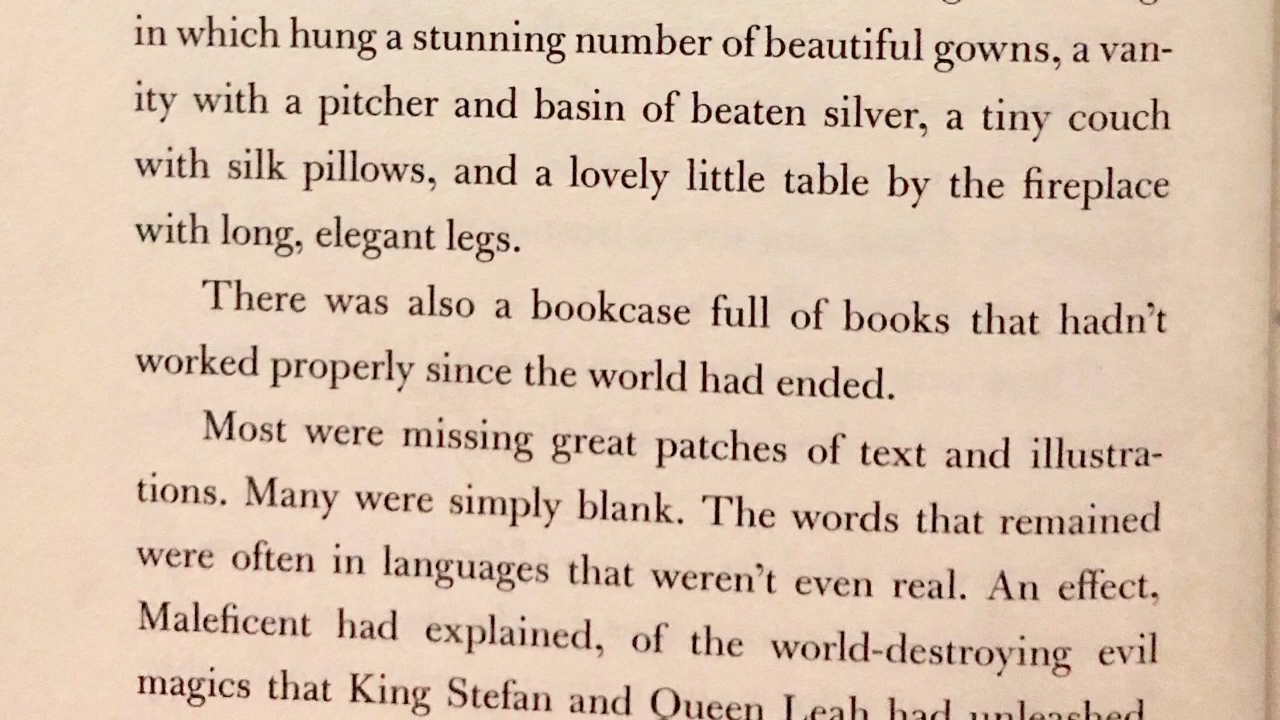 in which hung a stunning number of beautiful gowns, a van-
ity with a pitcher and basin of beaten silver, a tiny couch
with silk pillows, and a lovely little table by the fireplace
with long, elegant legs.
There was also a bookcase full of books that hadn't
worked properly since the world had ended.
Most were missing great patches of text and illustra-
tions. Many were simply blank. The words that remained
were often in languages that weren't even real. An effect,
Maleficent had explained, of the world-destroying evil
magics that King Stefan and Queen Leah had unleashed